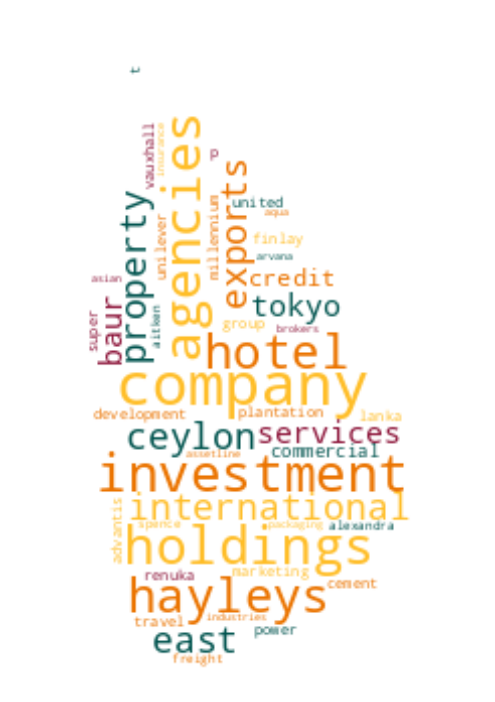 t
agencies
vauxhall
insurance
p
exports
property
millennium
united
aqua
unilever
finlay
arvana
asian
credit
baur
tokyo
super
aitken
group
brokers
hotel
company
development
plantation
lanka
ceylon
services
commercial
assetline
investment
international
advantis
spence
packaging
alexandra
holdings
renuka
marketing
cement
hayleys
travel
industries
east
power
freight